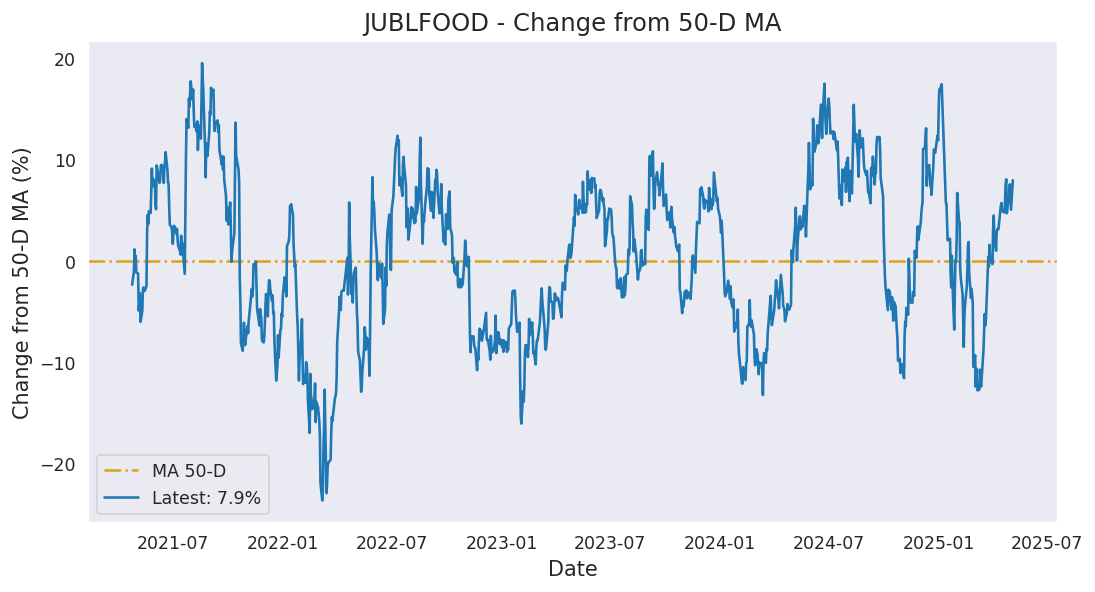 JUBLFOOD - Change from 50-D MA
Change from 50-D MA (%)
20
10
0
−10
−20
MA 50-D
Latest: 7.9%
2021-07
2022-01
2022-07
2023-01
2023-07
2024-01
2024-07
2025-01
2025-07
Date